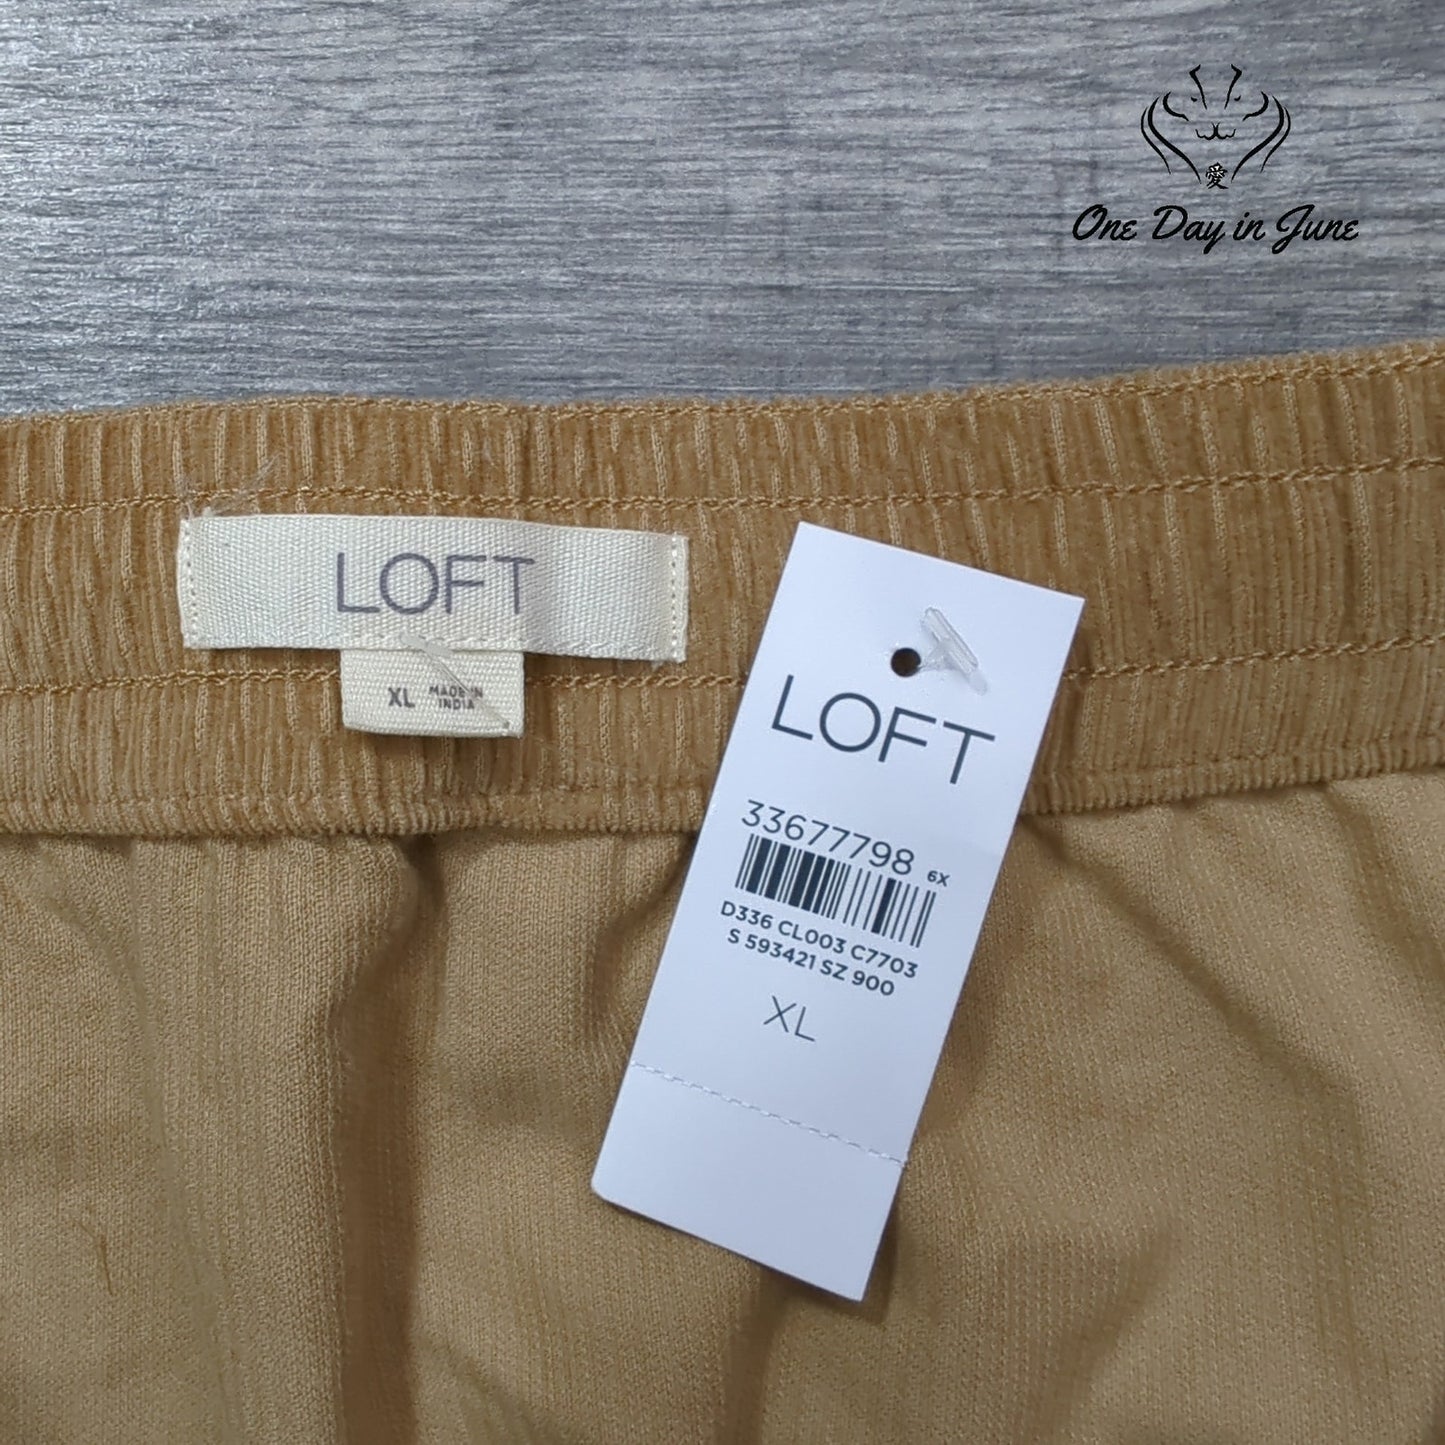 愛
One Day in June
LOFT
XL MADE IN
INDIA
LOFT
33677798 6X
D336 CL003 C7703
S 593421 SZ 900
XL